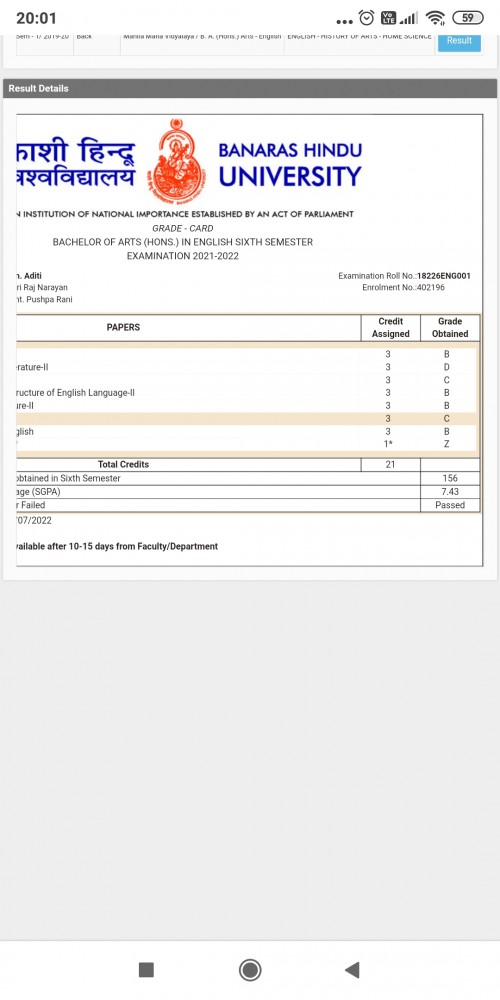 20:01
Vo LTE
59
Sem - 1/ 2019-20 Back Mahila Maha Vidyalaya / B. A. (Hons.) Arts - English ENGLISH - HISTORY OF ARTS - HOME SCIENCE
Result
Result Details
काशी हिन्दू
विश्वविद्यालय
BANARAS HINDU
UNIVERSITY
N INSTITUTION OF NATIONAL IMPORTANCE ESTABLISHED BY AN ACT OF PARLIAMENT
GRADE - CARD
BACHELOR OF ARTS (HONS.) IN ENGLISH SIXTH SEMESTER
EXAMINATION 2021-2022
n. Aditi Examination Roll No.:18226ENG001
ri Raj Narayan Enrolment No.:402196
nt. Pushpa Rani
PAPERS Credit Assigned Grade Obtained
3 B
rature-II 3 D
3 C
ructure of English Language-II 3 B
ure-II 3 B
3 C
glish 3 B
1* Z
Total Credits 21
obtained in Sixth Semester 156
age (SGPA) 7.43
r Failed Passed
/07/2022
vailable after 10-15 days from Faculty/Department